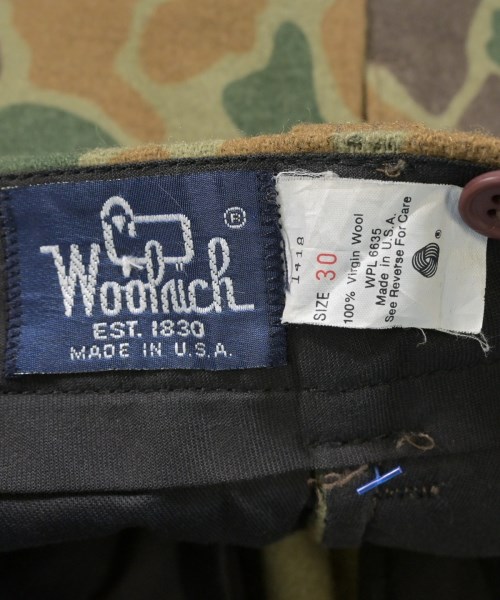 ®
Woolrich
EST. 1830
MADE IN U.S.A.
1418
SIZE 30
100% Virgin Wool
WPL 6635
Made in U.S.A.
See Reverse For Care
®